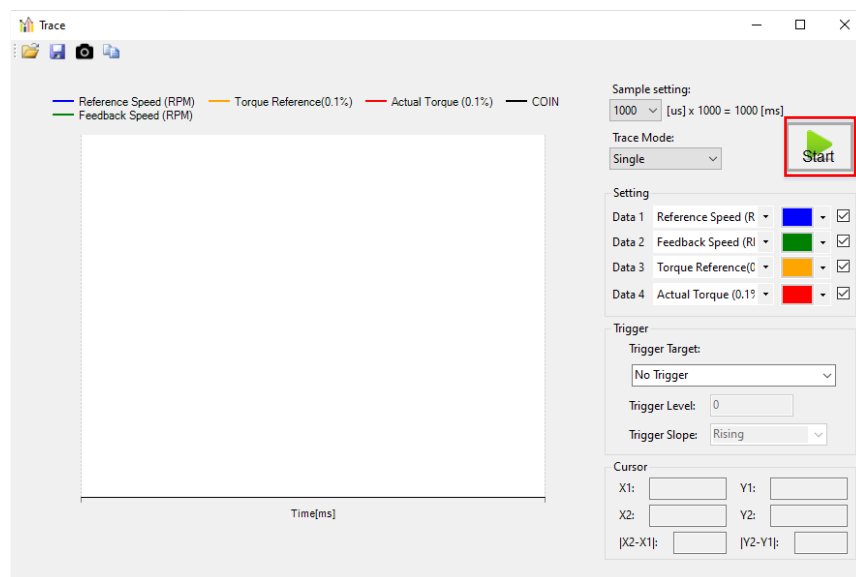 Trace
Reference Speed (RPM) Torque Reference(0.1%) Actual Torque (0.1%) COIN
Feedback Speed (RPM)
Time[ms]
Sample setting:
1000 [us] x 1000 = 1000 [ms]
Trace Mode:
Single
Start
Setting
Data 1 Reference Speed (R
Data 2 Feedback Speed (RI
Data 3 Torque Reference(0
Data 4 Actual Torque (0.1%
Trigger
Trigger Target:
No Trigger
Trigger Level: 0
Trigger Slope: Rising
Cursor
X1: Y1:
X2: Y2:
|X2-X1|: |Y2-Y1|: